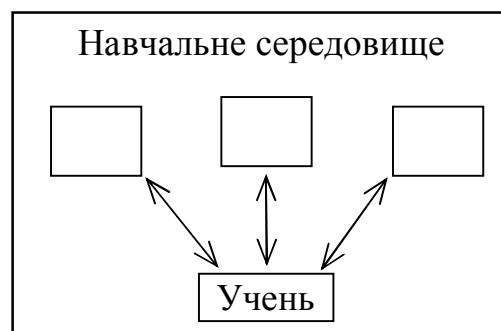 Навчальне середовище
Учень